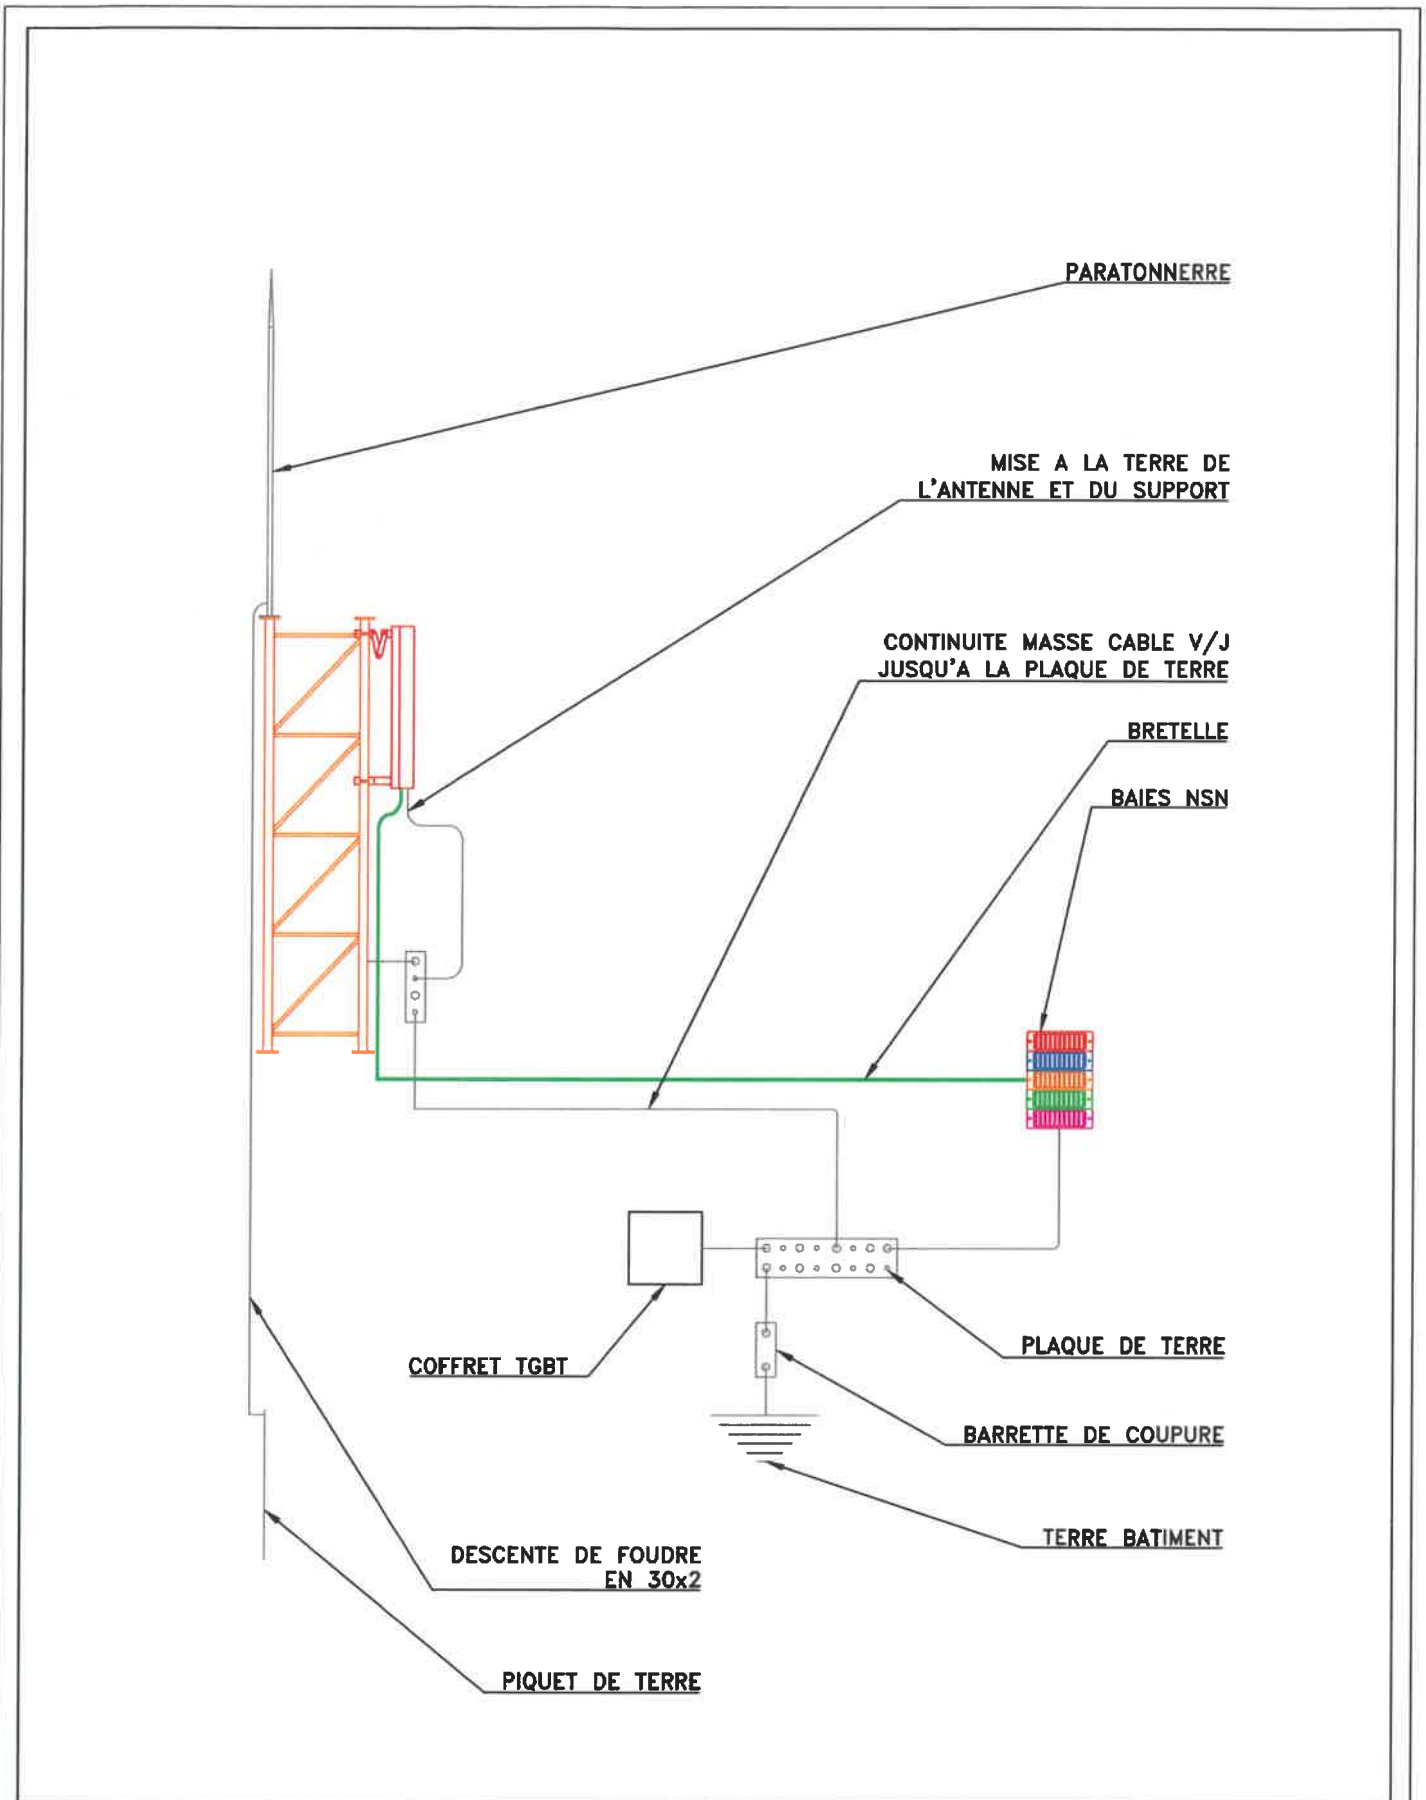 PARATONNERRE
MISE A LA TERRE DE
L'ANTENNE ET DU SUPPORT
CONTINUITE MASSE CABLE V/J
JUSQU'A LA PLAQUE DE TERRE
BRETELLE
BAIES NSN
COFFRET TGBT
PLAQUE DE TERRE
BARRETTE DE COUPURE
TERRE BATIMENT
DESCENTE DE FOUDRE
EN 30x2
PIQUET DE TERRE